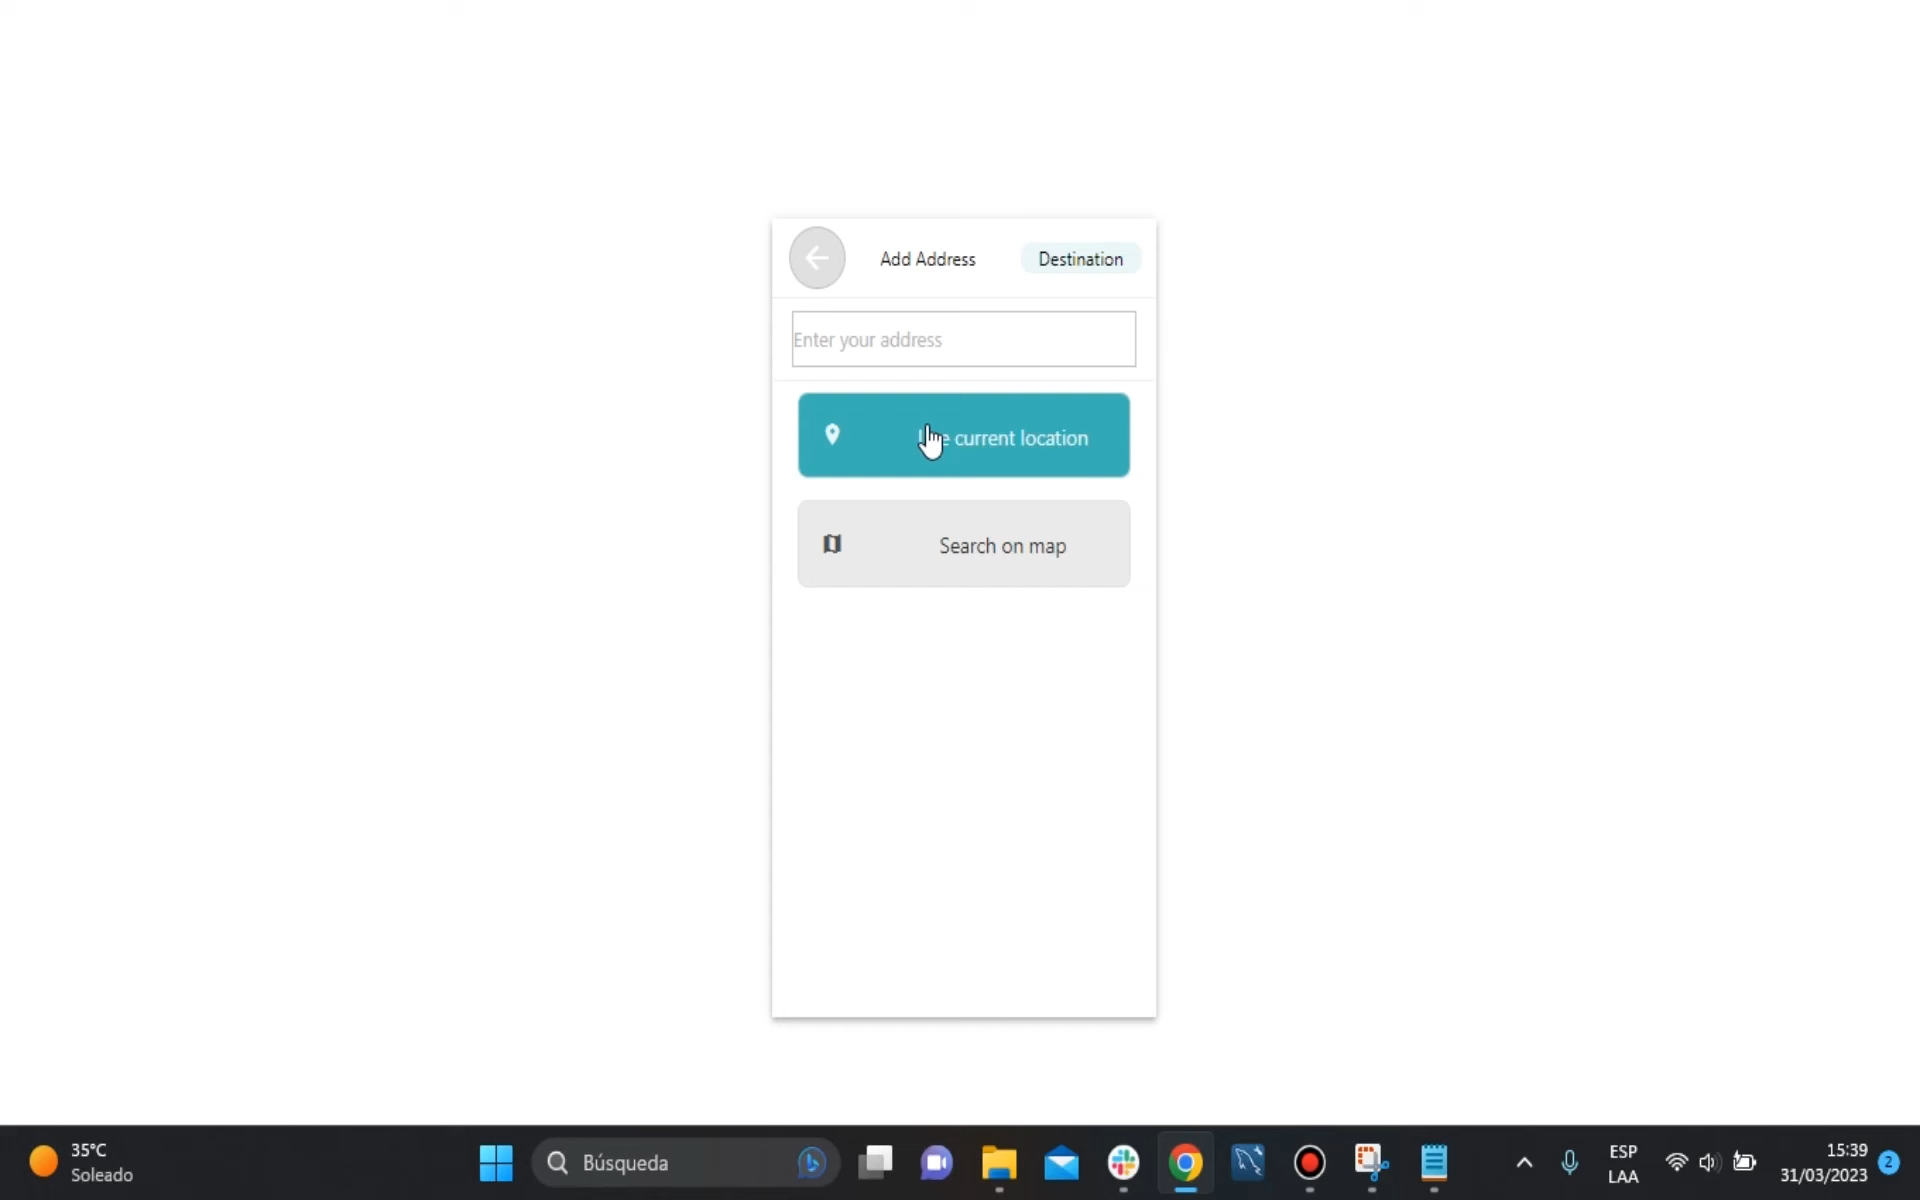 Add Address
Destination
Enter your address
current location
Search on map
35°C
Soleado
Búsqueda
ESP
LAA
15:39
31/03/2023
2